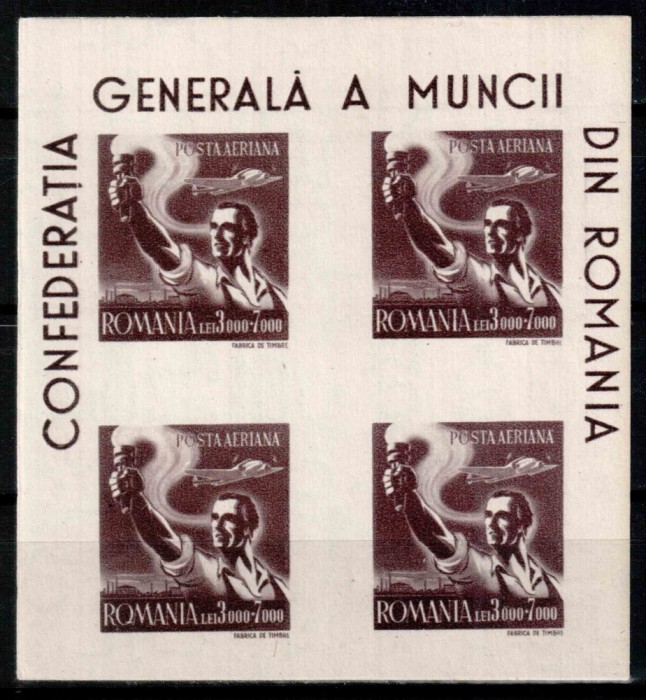 CONFEDERAȚIA
GENERALĂ A MUNCII
DIN ROMANIA
POSTA AERIANA
ROMANIA LEI 3000+7000
FABRICA DE TIMBRE
POSTA AERIANA
ROMANIA LEI 3000+7000
FABRICA DE TIMBRE
POSTA AERIANA
ROMANIA LEI 3000+7000
FABRICA DE TIMBRE
POSTA AERIANA
ROMANIA LEI 3000+7000
FABRICA DE TIMBRE